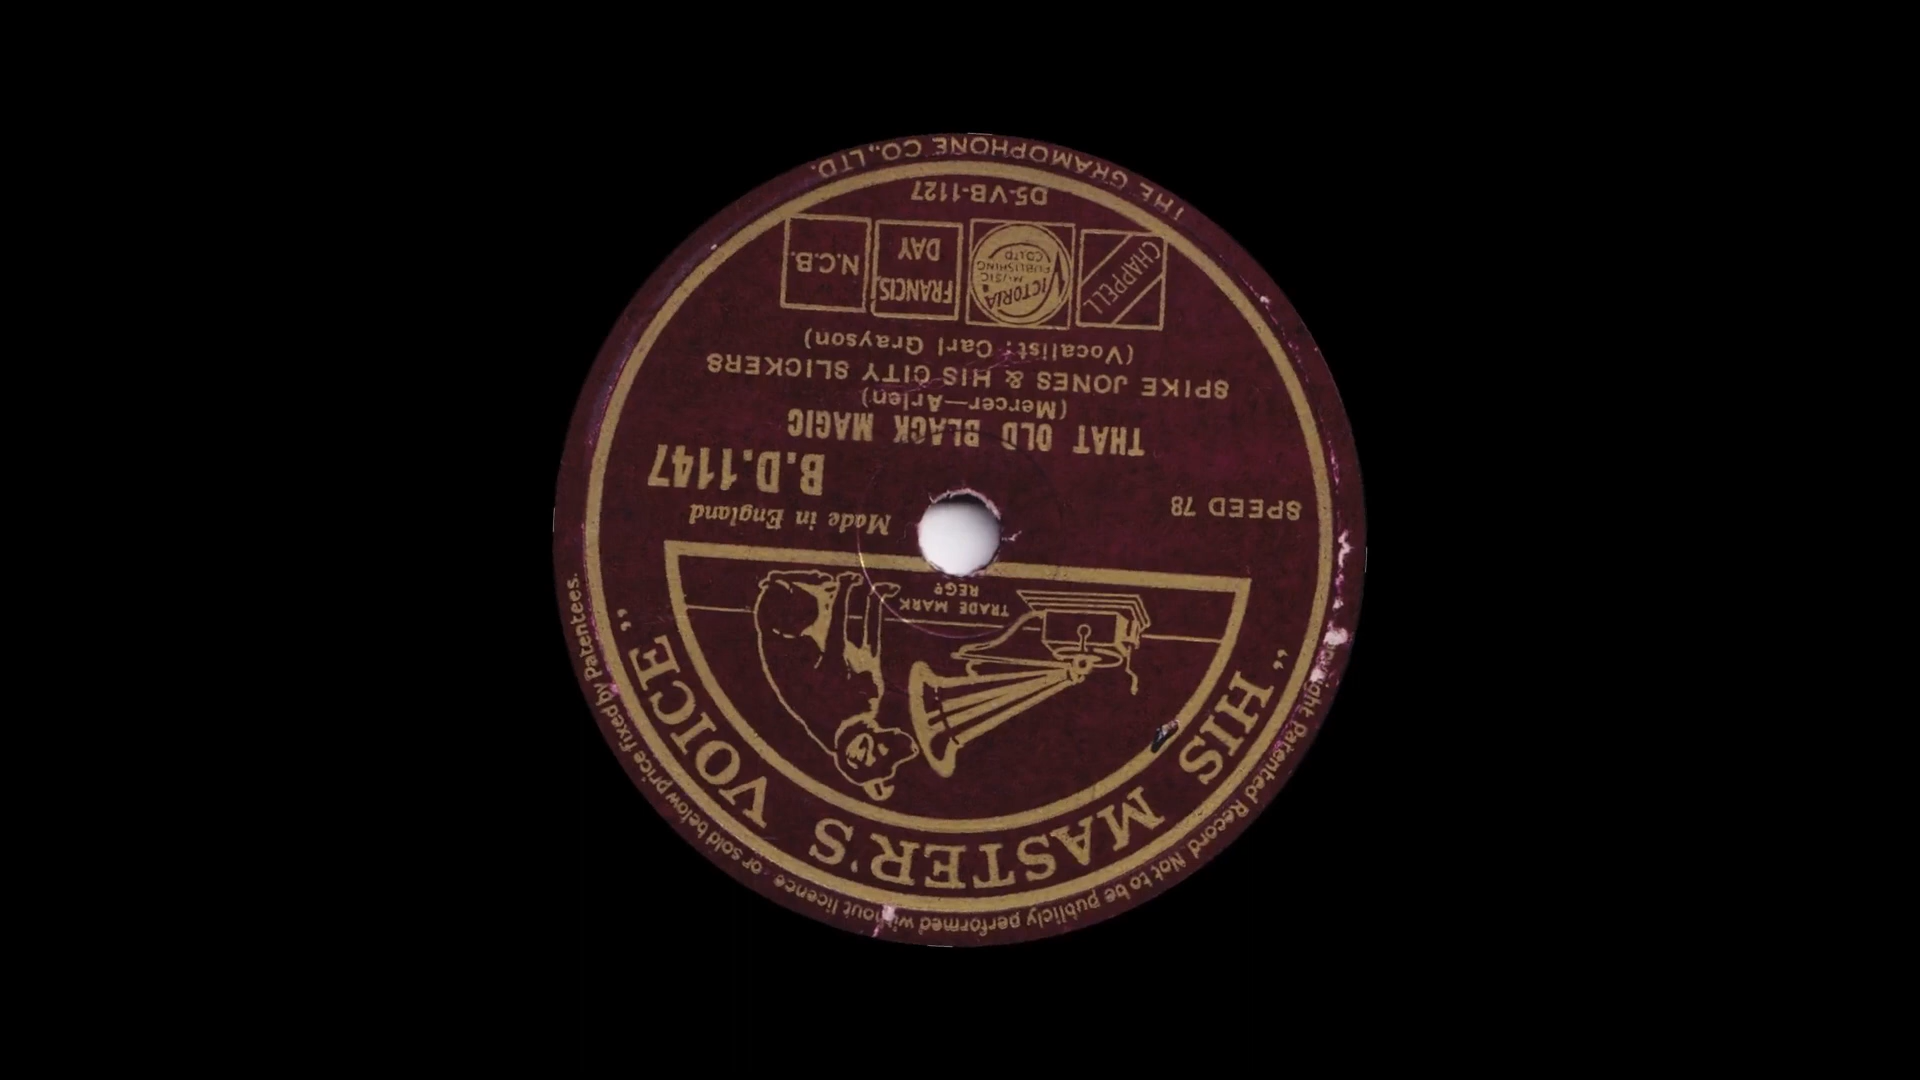 "HIS MASTER'S VOICE"
TRADE MARK
REGD
Made in England
SPEED 78
B.D.1147
THAT OLD BLACK MAGIC
(Mercer—Arlen)
SPIKE JONES & HIS CITY SLICKERS
(Vocalist: Carl Grayson)
CHAPPELL
VICTORIA
MUSIC
PUBLISHING
CO,LTD
FRANCIS,
DAY
N.C.B.
D5-VB-1127
THE GRAMOPHONE CO.,LTD.
Patented Record Not to be publicly performed without licence or sold below price fixed by Patentees.